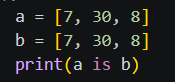 a = [7, 30, 8]
b = [7, 30, 8]
print(a is b)